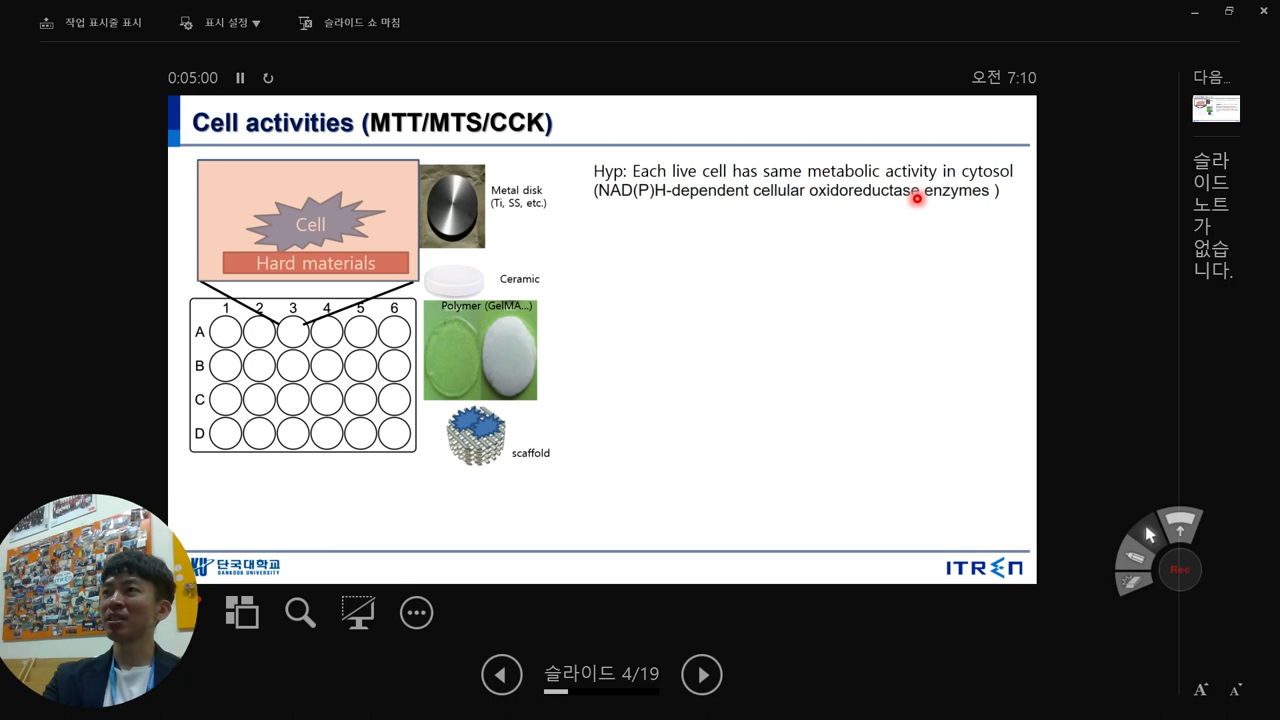 작업 표시줄 표시
표시 설정 ▼
슬라이드 쇼 마침
0:05:00
오전 7:10
다음...
Cell activities (MTT/MTS/CCK)
Cell
Hard materials
Metal disk
(Ti, SS, etc.)
Ceramic
Polymer (GelMA...)
scaffold
1 2 3 4 5 6
A
B
C
D
Hyp: Each live cell has same metabolic activity in cytosol
(NAD(P)H-dependent cellular oxidoreductase enzymes )
단국대학교
DANKOOK UNIVERSITY
ITREN
슬라
이드
노트
가
없습
니다.
Rec
슬라이드 4/19
A
A